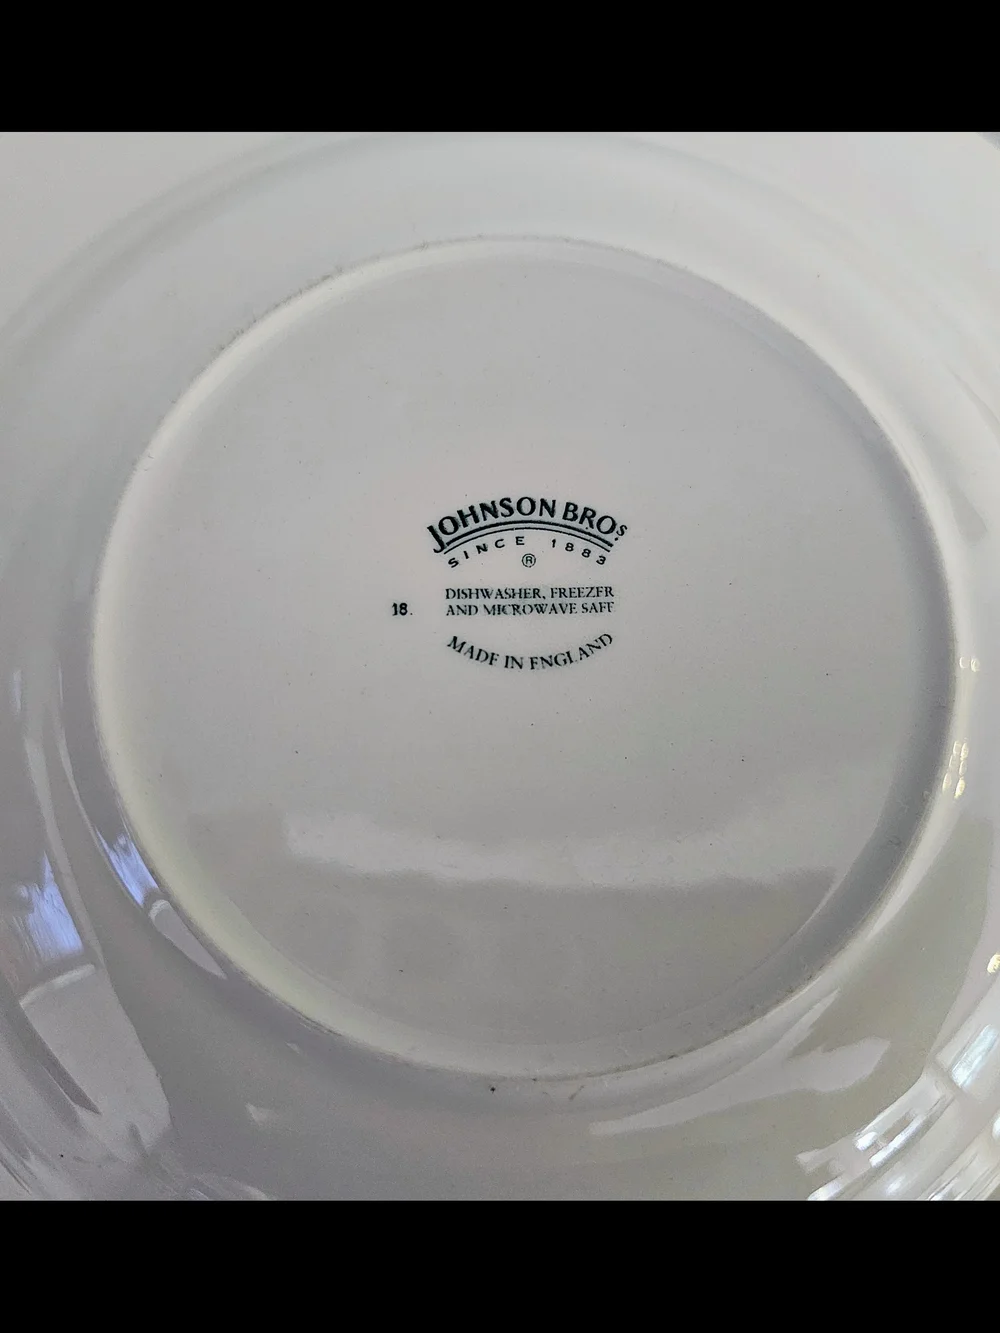 JOHNSON BROS.
SINCE 1883
®
DISHWASHER, FREEZER
18. AND MICROWAVE SAFE
MADE IN ENGLAND